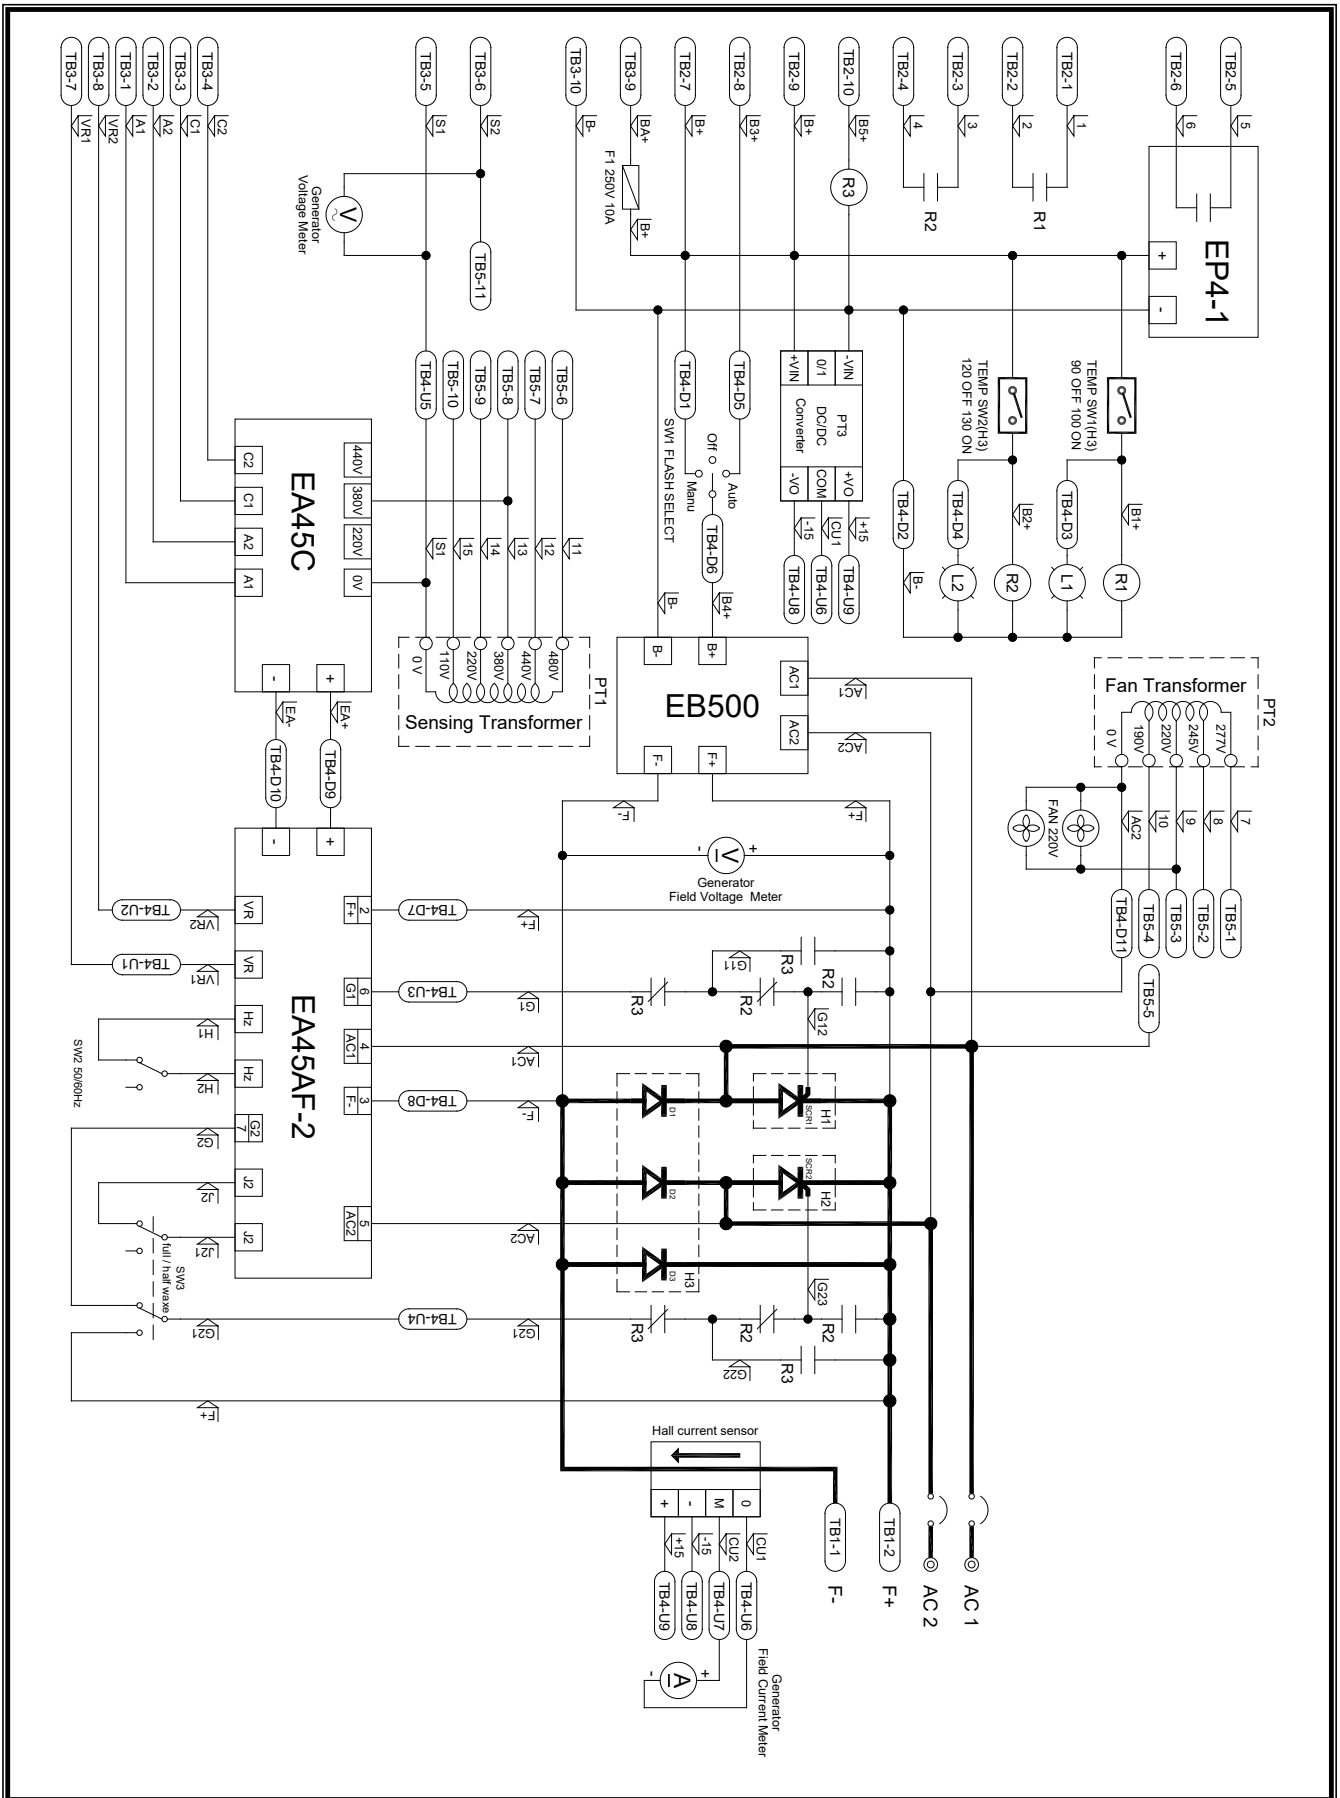 TB3-7
TB3-8
TB3-1
TB3-2
TB3-3
TB3-4
TB3-5
TB3-6
TB3-10
TB3-9
TB2-7
TB2-8
TB2-9
TB2-10
TB2-4
TB2-3
TB2-2
TB2-1
TB2-6
TB2-5
VR1
VR2
A1
A2
C1
C2
S1
S2
B-
BA+
B+
B3+
B+
B5+
4
3
2
1
6
5
Generator
Voltage Meter
V
TB5-11
F1 250V 10A
B+
R3
R2
R1
EP4-1
+
-
TB4-U5
TB5-10
TB5-9
TB5-8
TB5-7
TB5-6
TB4-D1
TB4-D5
SW1 FLASH SELECT
Off
Auto
Manu
TB4-D6
B4+
B-
+VIN
0/1
-VIN
PT3
DC/DC
Converter
-VO
COM
+VO
-15
CU1
+15
TB4-U8
TB4-U6
TB4-U9
TEMP SW2(H3)
120 OFF 130 ON
TEMP SW1(H3)
90 OFF 100 ON
TB4-D2
TB4-D4
B2+
TB4-D3
B1+
B-
L2
R2
L1
R1
EA45C
440V
380V
220V
0V
C2
C1
A2
A1
-
+
S1
15
14
13
12
11
0 V
110V
220V
380V
440V
480V
PT1
Sensing Transformer
EB500
B-
B+
AC1
AC2
F-
F+
AC1
AC2
F-
F+
PT2
Fan Transformer
0 V
190V
220V
245V
277V
FAN 220V
AC2
10
9
8
7
TB4-D11
TB5-4
TB5-3
TB5-2
TB5-1
TB5-5
EA-
EA+
TB4-D10
TB4-D9
-
+
EA45AF-2
VR
VR
Hz
Hz
G2
7
J2
J2
2
F+
6
G1
4
AC1
3
F-
5
AC2
TB4-U2
VR2
TB4-U1
VR1
H1
H2
SW2 50/60Hz
G2
J2
J21
SW3
full / half waxe
G21
F+
TB4-D7
F+
TB4-U3
G1
AC1
TB4-D8
F-
AC2
TB4-U4
G21
-
V
+
Generator
Field Voltage Meter
R3
G11
R3
R2
R2
G12
D1
D2
D3
H3
SCR1
H1
SCR2
H2
G23
R3
R2
R2
G22
R3
Hall current sensor
+
-
M
0
+15
-15
CU2
CU1
TB4-U9
TB4-U8
TB4-U7
TB4-U6
-
A
+
Generator
Field Current Meter
TB1-1
F-
TB1-2
F+
AC 2
AC 1